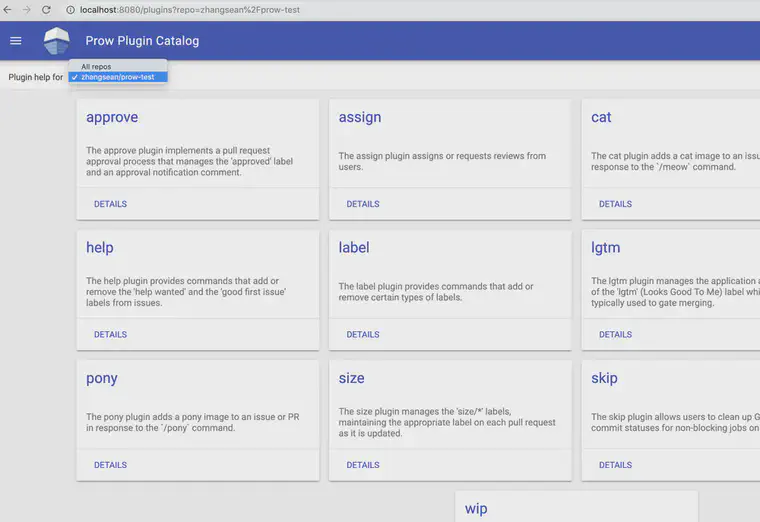 localhost:8080/plugins?repo=zhangsean%2Fprow-test
Prow Plugin Catalog
Plugin help for
All repos
✓ zhangsean/prow-test
approve
The approve plugin implements a pull request
approval process that manages the 'approved' label
and an approval notification comment.
DETAILS
assign
The assign plugin assigns or requests reviews from
users.
DETAILS
cat
The cat plugin adds a cat image to an issu
response to the `/meow` command.
DETAILS
help
The help plugin provides commands that add or
remove the 'help wanted' and the 'good first issue'
labels from issues.
DETAILS
label
The label plugin provides commands that add or
remove certain types of labels.
DETAILS
lgtm
The lgtm plugin manages the application a
of the 'lgtm' (Looks Good To Me) label whi
typically used to gate merging.
DETAILS
pony
The pony plugin adds a pony image to an issue or PR
in response to the `/pony` command.
DETAILS
size
The size plugin manages the 'size/*' labels,
maintaining the appropriate label on each pull request
as it is updated.
DETAILS
skip
The skip plugin allows users to clean up G
commit statuses for non-blocking jobs on
DETAILS
wip